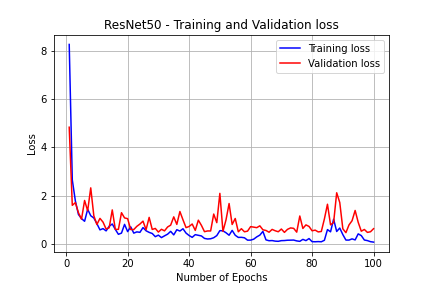 ResNet50 - Training and Validation loss
Training loss
Validation loss
Loss
8
6
4
2
0
0 20 40 60 80 100
Number of Epochs